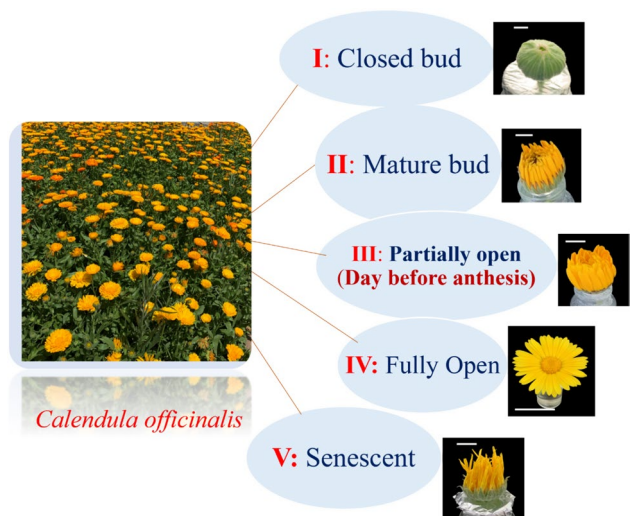 I: Closed bud
II: Mature bud
III: Partially open
(Day before anthesis)
IV: Fully Open
Calendula officinalis
V: Senescent